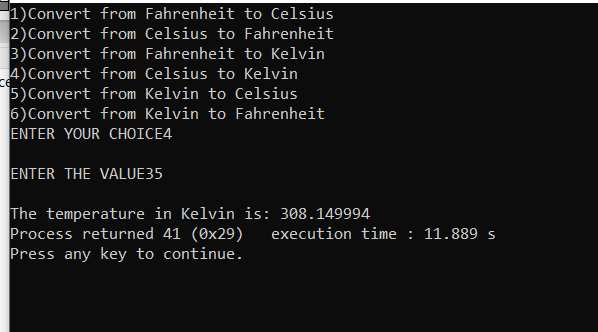 1)Convert from Fahrenheit to Celsius
2)Convert from Celsius to Fahrenheit
3)Convert from Fahrenheit to Kelvin
4)Convert from Celsius to Kelvin
5)Convert from Kelvin to Celsius
6)Convert from Kelvin to Fahrenheit
ENTER YOUR CHOICE4
ENTER THE VALUE35
The temperature in Kelvin is: 308.149994
Process returned 41 (0x29)   execution time : 11.889 s
Press any key to continue.